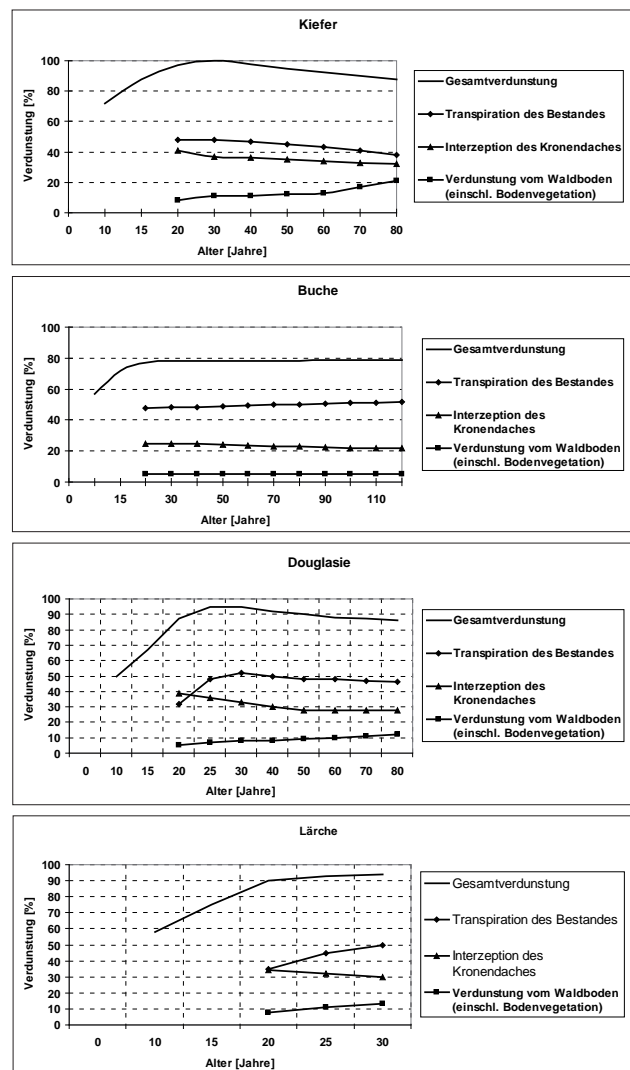 Kiefer
Verdunstung [%]
100
80
60
40
20
0
0 10 15 20 30 40 50 60 70 80
Alter [Jahre]
Gesamtverdunstung
Transpiration des Bestandes
Interzeption des Kronendaches
Verdunstung vom Waldboden
(einschl. Bodenvegetation)
Buche
Verdunstung [%]
100
80
60
40
20
0
0 15 30 50 70 90 110
Alter [Jahre]
Gesamtverdunstung
Transpiration des Bestandes
Interzeption des
Kronendaches
Verdunstung vom Waldboden
(einschl. Bodenvegetation)
Douglasie
Verdunstung [%]
100
90
80
70
60
50
40
30
20
10
0
0 10 15 20 25 30 40 50 60 70 80
Alter [Jahre]
Gesamtverdunstung
Transpiration des Bestandes
Interzeption des
Kronendaches
Verdunstung vom Waldboden
(einschl. Bodenvegetation)
Lärche
Verdunstung [%]
100
90
80
70
60
50
40
30
20
10
0
0 10 15 20 25 30
Alter [Jahre]
Gesamtverdunstung
Transpiration des Bestandes
Interzeption des
Kronendaches
Verdunstung vom Waldboden
(einschl. Bodenvegetation)